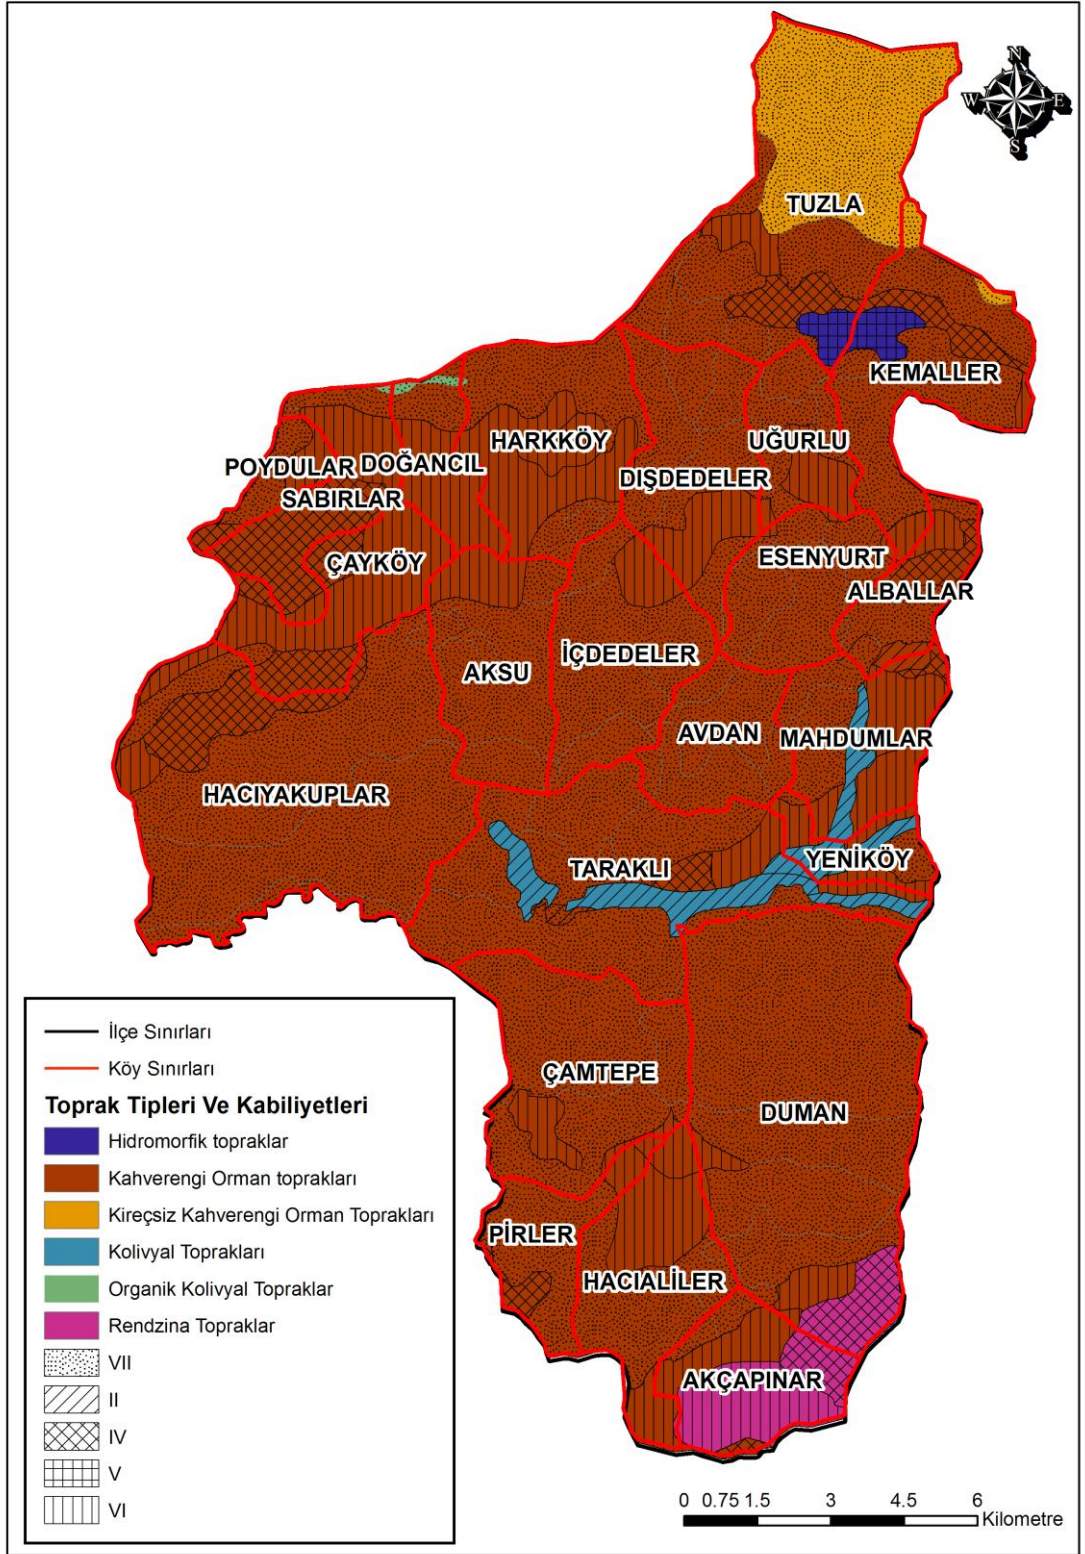 N
W E
S
TUZLA
KEMALLER
HARKKÖY
UĞURLU
POYDULAR DOĞANCIL
DIŞDEDELER
SABIRLAR
ÇAYKÖY
ESENYURT
ALBALLAR
İÇDEDELER
AKSU
AVDAN
MAHDUMLAR
HACIYAKUPLAR
TARAKLI
YENİKÖY
ÇAMTEPE
DUMAN
PİRLER
HACIALİLER
AKÇAPINAR
İlçe Sınırları
Köy Sınırları
Toprak Tipleri Ve Kabiliyetleri
Hidromorfik topraklar
Kahverengi Orman toprakları
Kireçsiz Kahverengi Orman Toprakları
Kolivyal Toprakları
Organik Kolivyal Topraklar
Rendzina Topraklar
VII
II
IV
V
VI
0 0.75 1.5 3 4.5 6
Kilometre